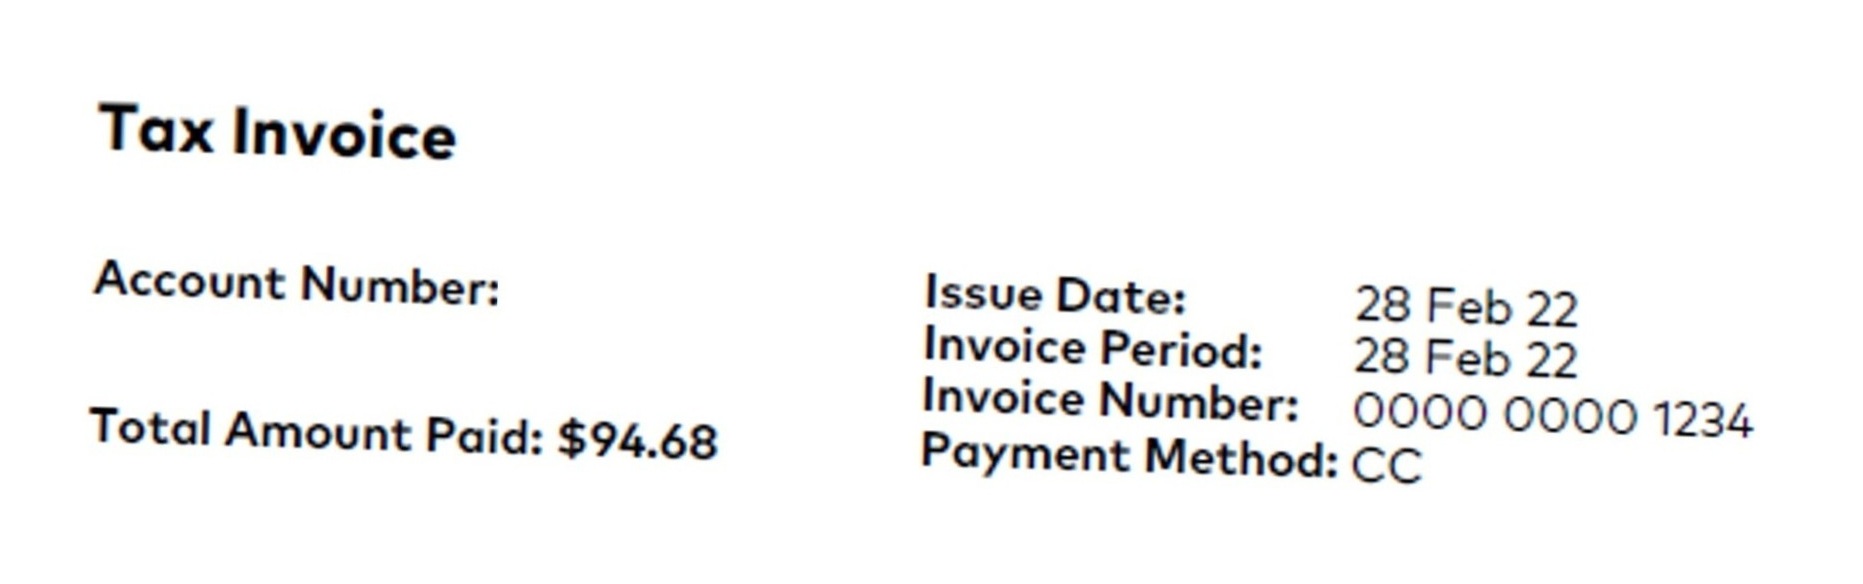 Tax Invoice
Account Number:
Total Amount Paid: $94.68
Issue Date: 28 Feb 22
Invoice Period: 28 Feb 22
Invoice Number: 0000 0000 1234
Payment Method: CC